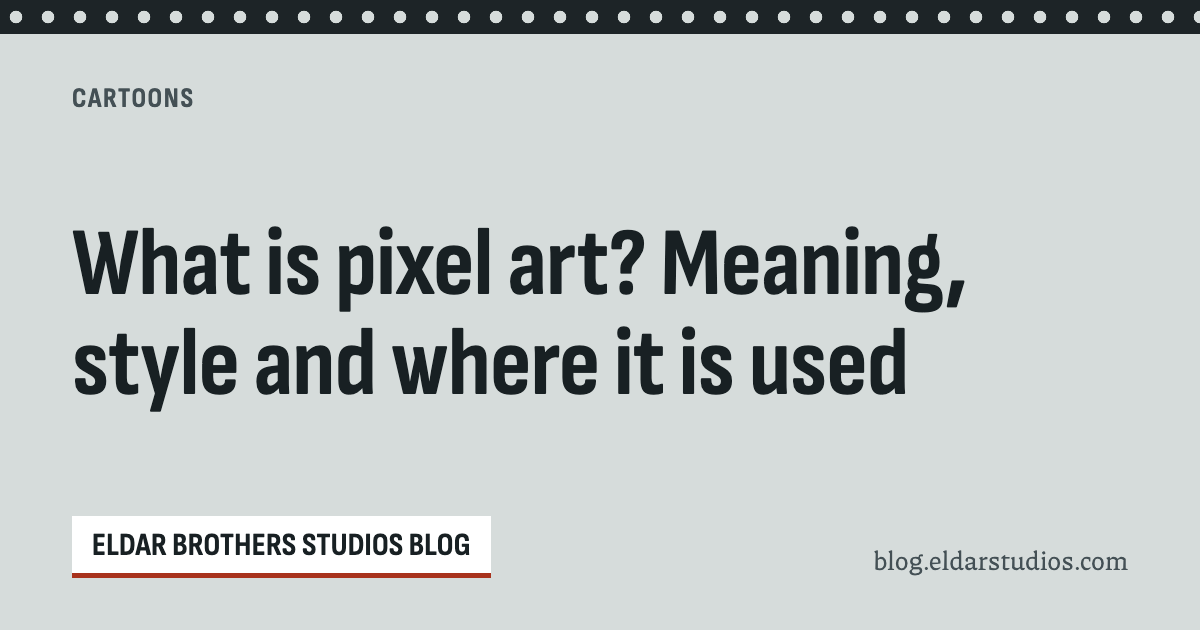 CARTOONS
What is pixel art? Meaning,
style and where it is used
ELDAR BROTHERS STUDIOS BLOG
blog.eldarstudios.com